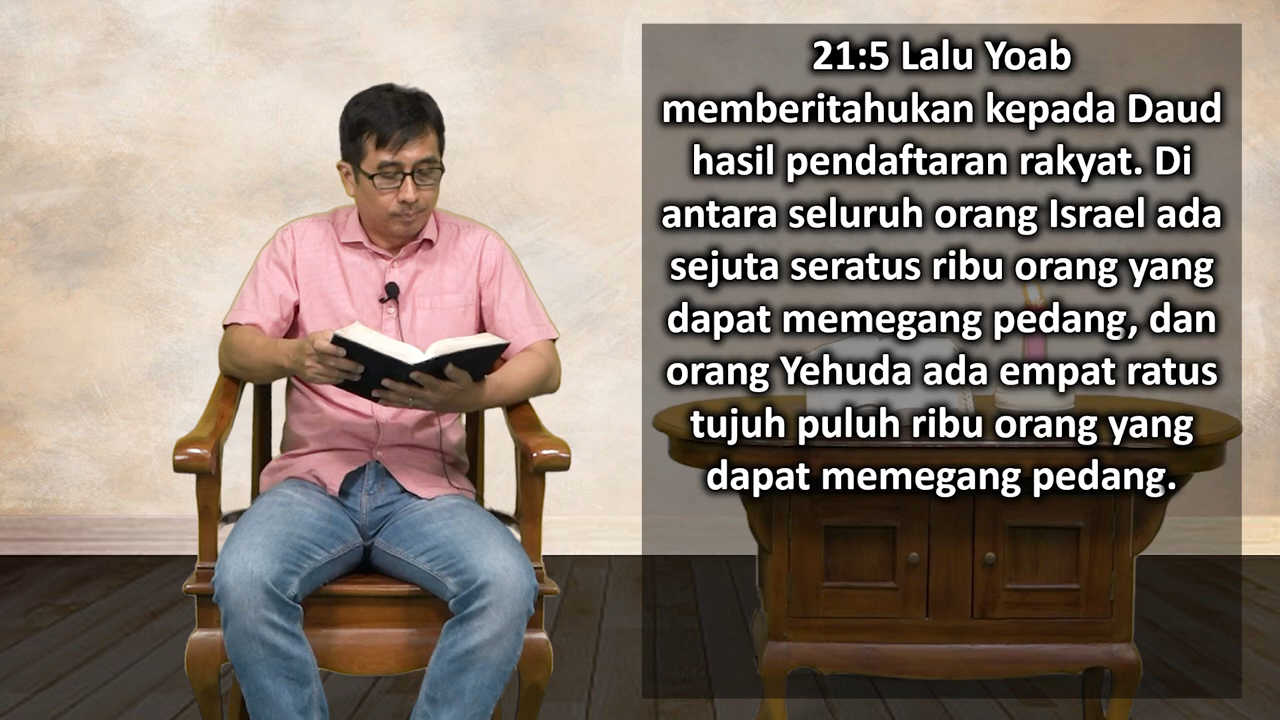 21:5 Lalu Yoab
memberitahukan kepada Daud
hasil pendaftaran rakyat. Di
antara seluruh orang Israel ada
sejuta seratus ribu orang yang
dapat memegang pedang, dan
orang Yehuda ada empat ratus
tujuh puluh ribu orang yang
dapat memegang pedang.